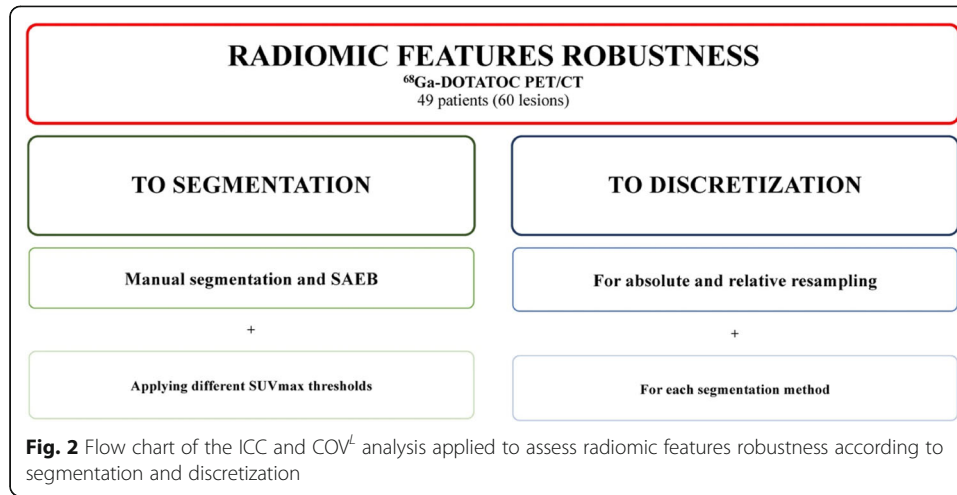 RADIOMIC FEATURES ROBUSTNESS
⁶⁸Ga-DOTATOC PET/CT
49 patients (60 lesions)
TO SEGMENTATION
TO DISCRETIZATION
Manual segmentation and SAEB
For absolute and relative resampling
+
+
Applying different SUVmax thresholds
For each segmentation method
Fig. 2 Flow chart of the ICC and COVᴸ analysis applied to assess radiomic features robustness according to
segmentation and discretization